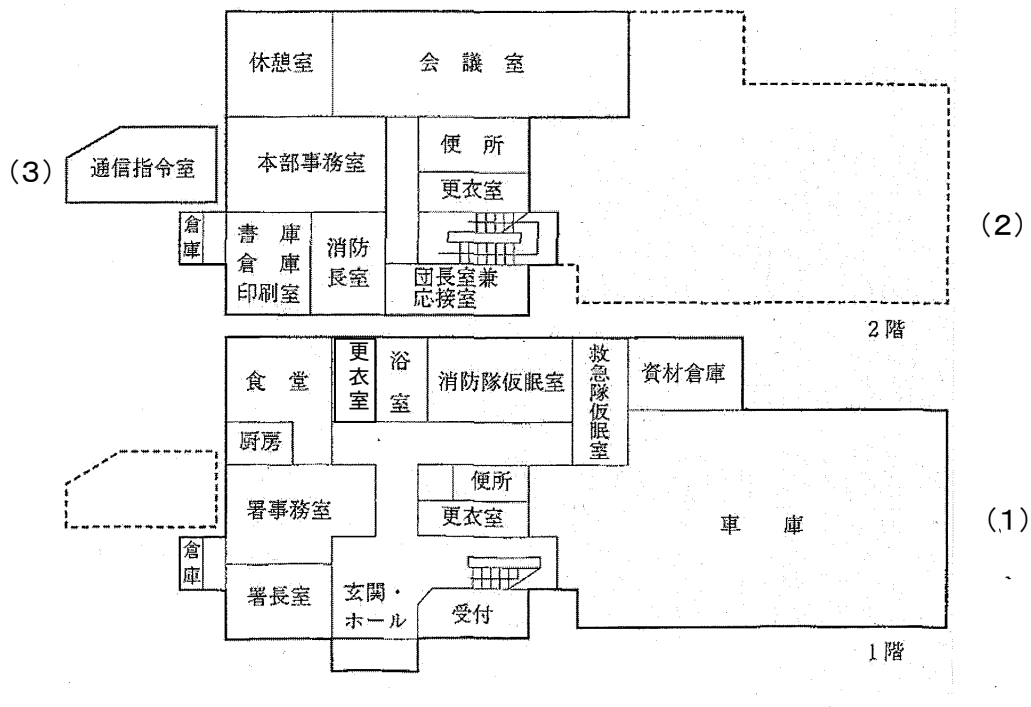 休憩室
会議室
(3)
通信指令室
本部事務室
便所
更衣室
(2)
倉庫
書庫
倉庫
印刷室
消防
長室
団長室兼
応接室
2階
食堂
更衣室
浴室
消防隊仮眠室
救急隊仮眠室
資材倉庫
厨房
署事務室
便所
更衣室
車庫
(1)
倉庫
署長室
玄関・
ホール
受付
1階